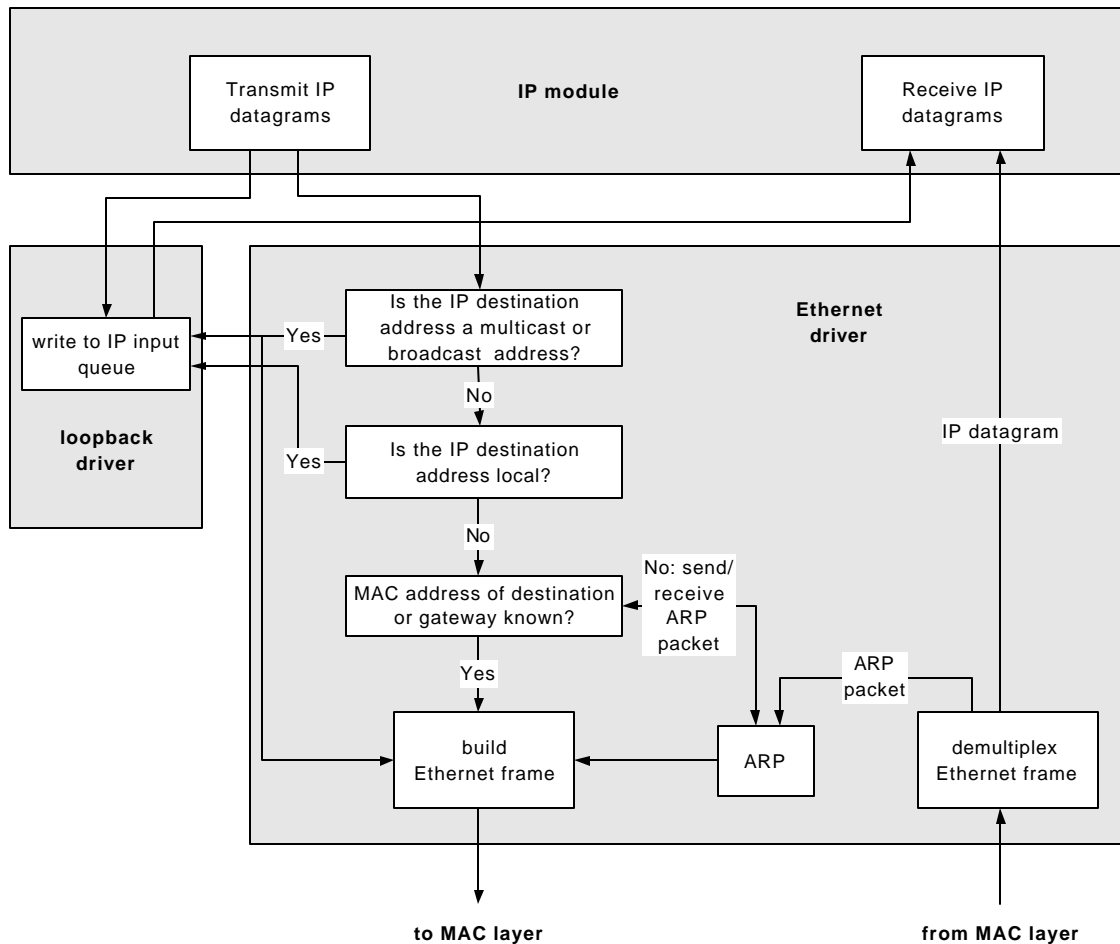 Transmit IP
datagrams
IP module
Receive IP
datagrams
write to IP input
queue
loopback
driver
Is the IP destination
address a multicast or
broadcast address?
Ethernet
driver
Yes
No
Is the IP destination
address local?
Yes
IP datagram
No
MAC address of destination
or gateway known?
No: send/
receive
ARP
packet
Yes
ARP
packet
build
Ethernet frame
ARP
demultiplex
Ethernet frame
to MAC layer
from MAC layer